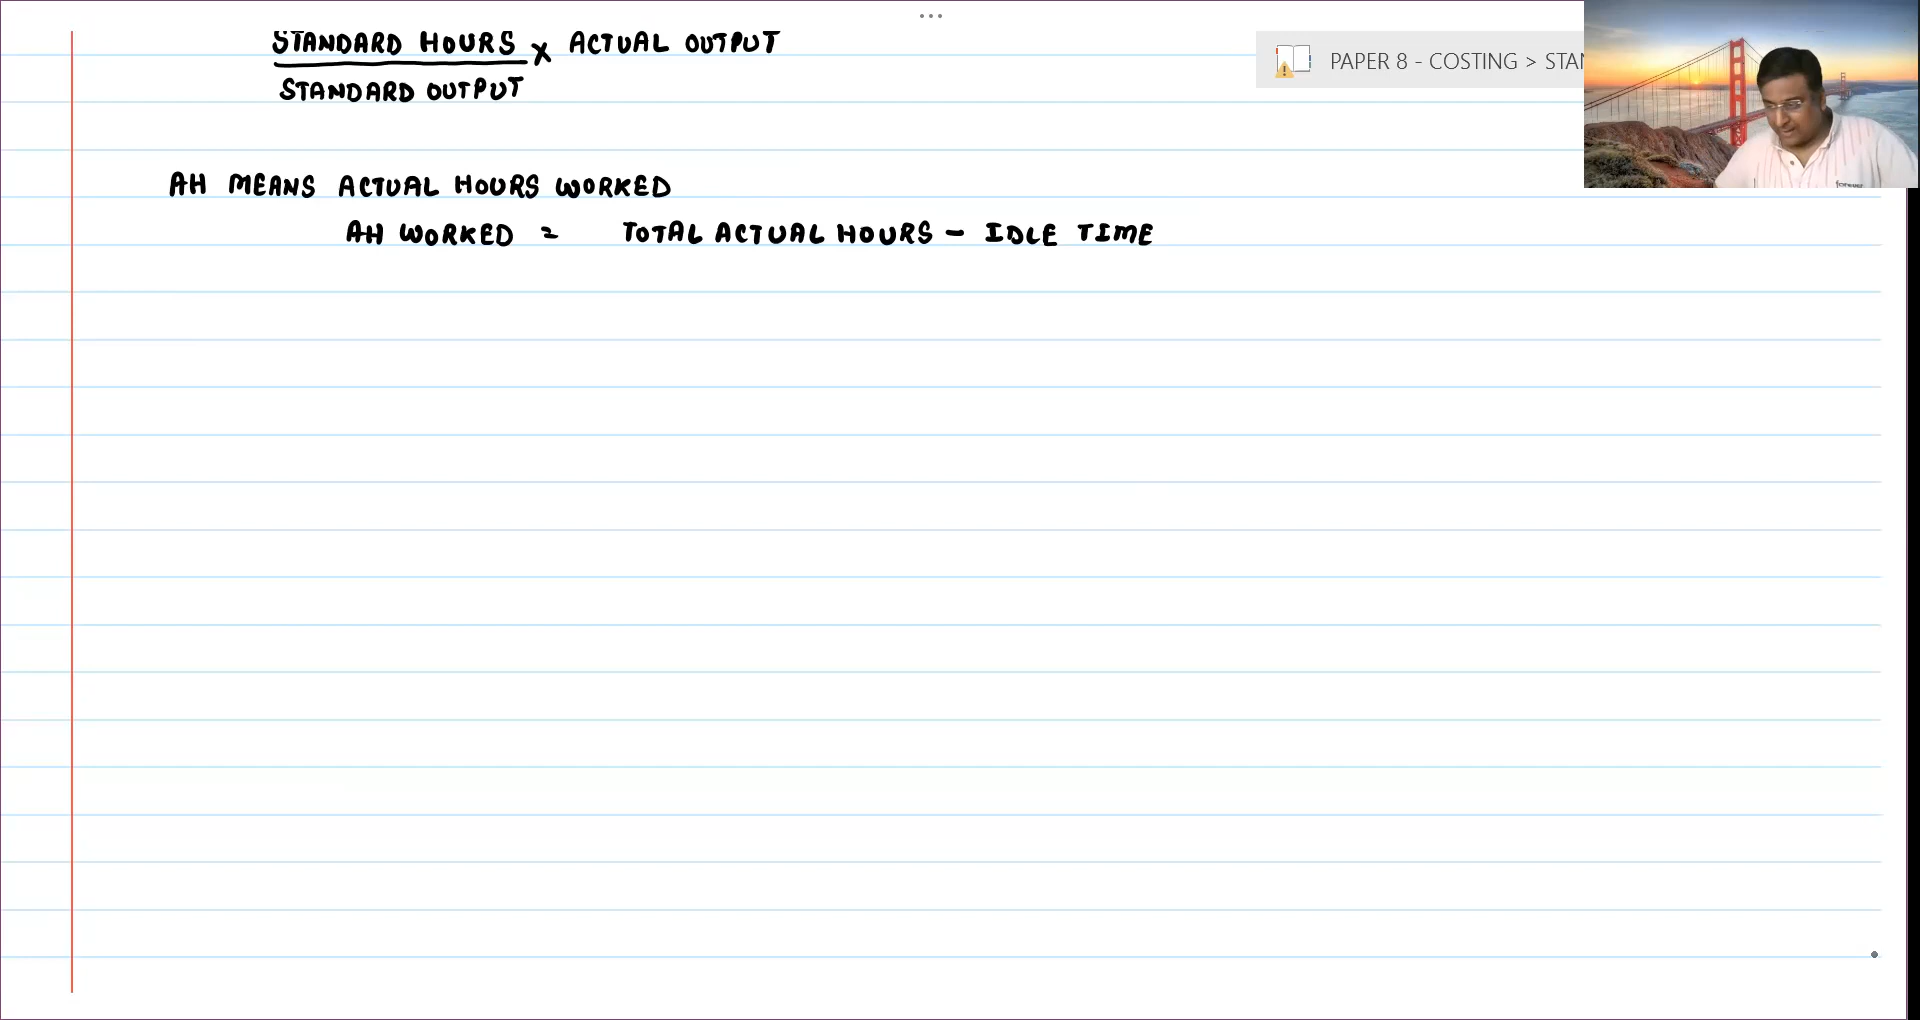 STANDARD HOURS x ACTUAL OUTPUT
STANDARD OUTPUT
PAPER 8 - COSTING > STAN
AH MEANS ACTUAL HOURS WORKED
AH WORKED = TOTAL ACTUAL HOURS - IDLE TIME